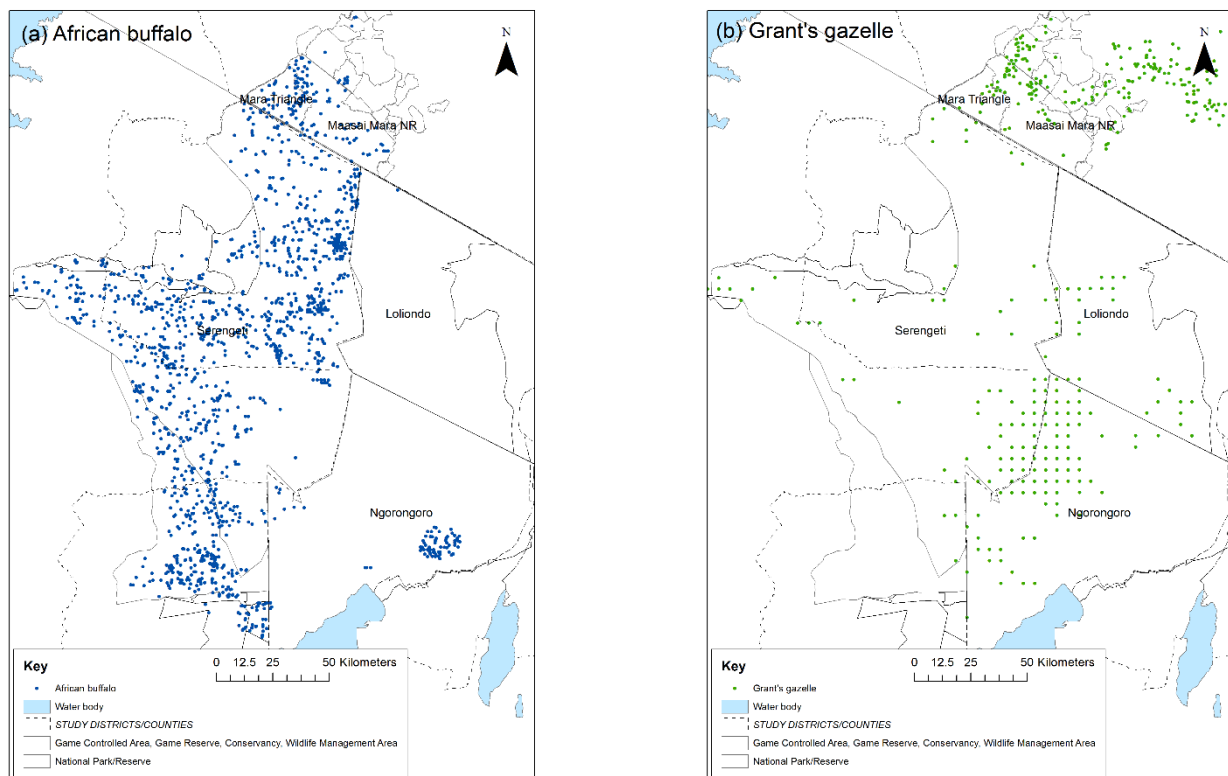 (a) African buffalo
N
Mara Triangle
Maasai Mara NR
Serengeti
Loliondo
Ngorongoro
Key
0 12.5 25 50 Kilometers
African buffalo
Water body
STUDY DISTRICTS/COUNTIES
Game Controlled Area, Game Reserve, Conservancy, Wildlife Management Area
National Park/Reserve
(b) Grant's gazelle
N
Mara Triangle
Maasai Mara NR
Serengeti
Loliondo
Ngorongoro
Key
0 12.5 25 50 Kilometers
Grant's gazelle
Water body
STUDY DISTRICTS/COUNTIES
Game Controlled Area, Game Reserve, Conservancy, Wildlife Management Area
National Park/Reserve